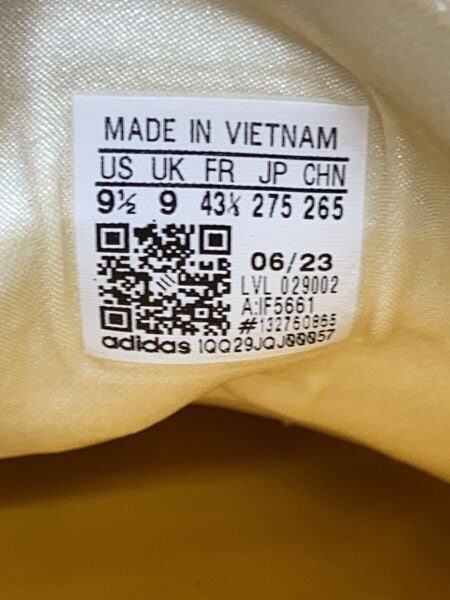 MADE IN VIETNAM
US UK FR JP CHN
9½ 9 43⅓ 275 265
06/23
LVL 029002
A:IF5661
#132760865
adidas 1QQ29JQJ00057